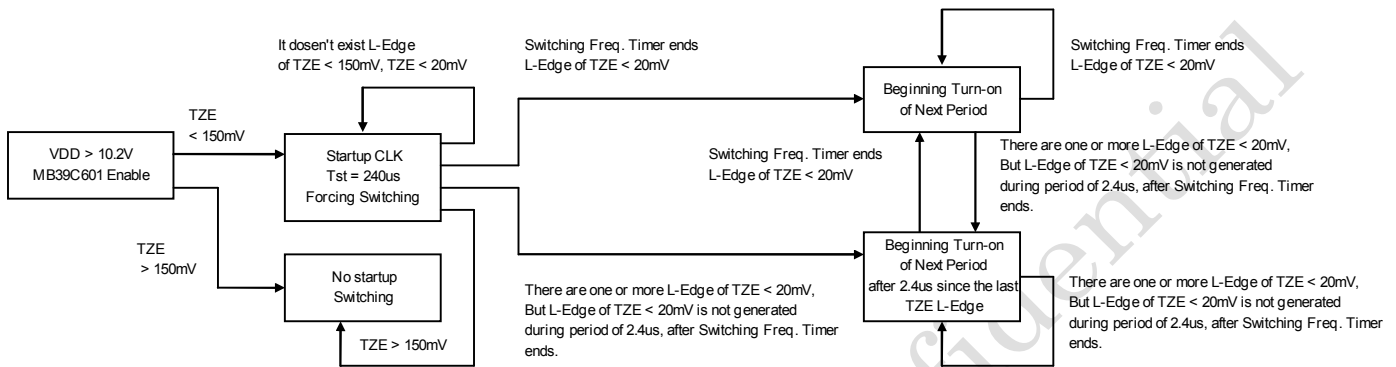 It dosen't exist L-Edge
of TZE < 150mV, TZE < 20mV
Switching Freq. Timer ends
L-Edge of TZE < 20mV
Switching Freq. Timer ends
L-Edge of TZE < 20mV
Beginning Turn-on
of Next Period
TZE
< 150mV
VDD > 10.2V
MB39C601 Enable
Startup CLK
Tst = 240us
Forcing Switching
Switching Freq. Timer ends
L-Edge of TZE < 20mV
There are one or more L-Edge of TZE < 20mV,
But L-Edge of TZE < 20mV is not generated
during period of 2.4us, after Switching Freq. Timer
ends.
TZE
> 150mV
No startup
Switching
Beginning Turn-on
of Next Period
after 2.4us since the last
TZE L-Edge
There are one or more L-Edge of TZE < 20mV,
But L-Edge of TZE < 20mV is not generated
during period of 2.4us, after Switching Freq. Timer
ends.
There are one or more L-Edge of TZE < 20mV,
But L-Edge of TZE < 20mV is not generated
during period of 2.4us, after Switching Freq. Timer
ends.
TZE > 150mV
fidential